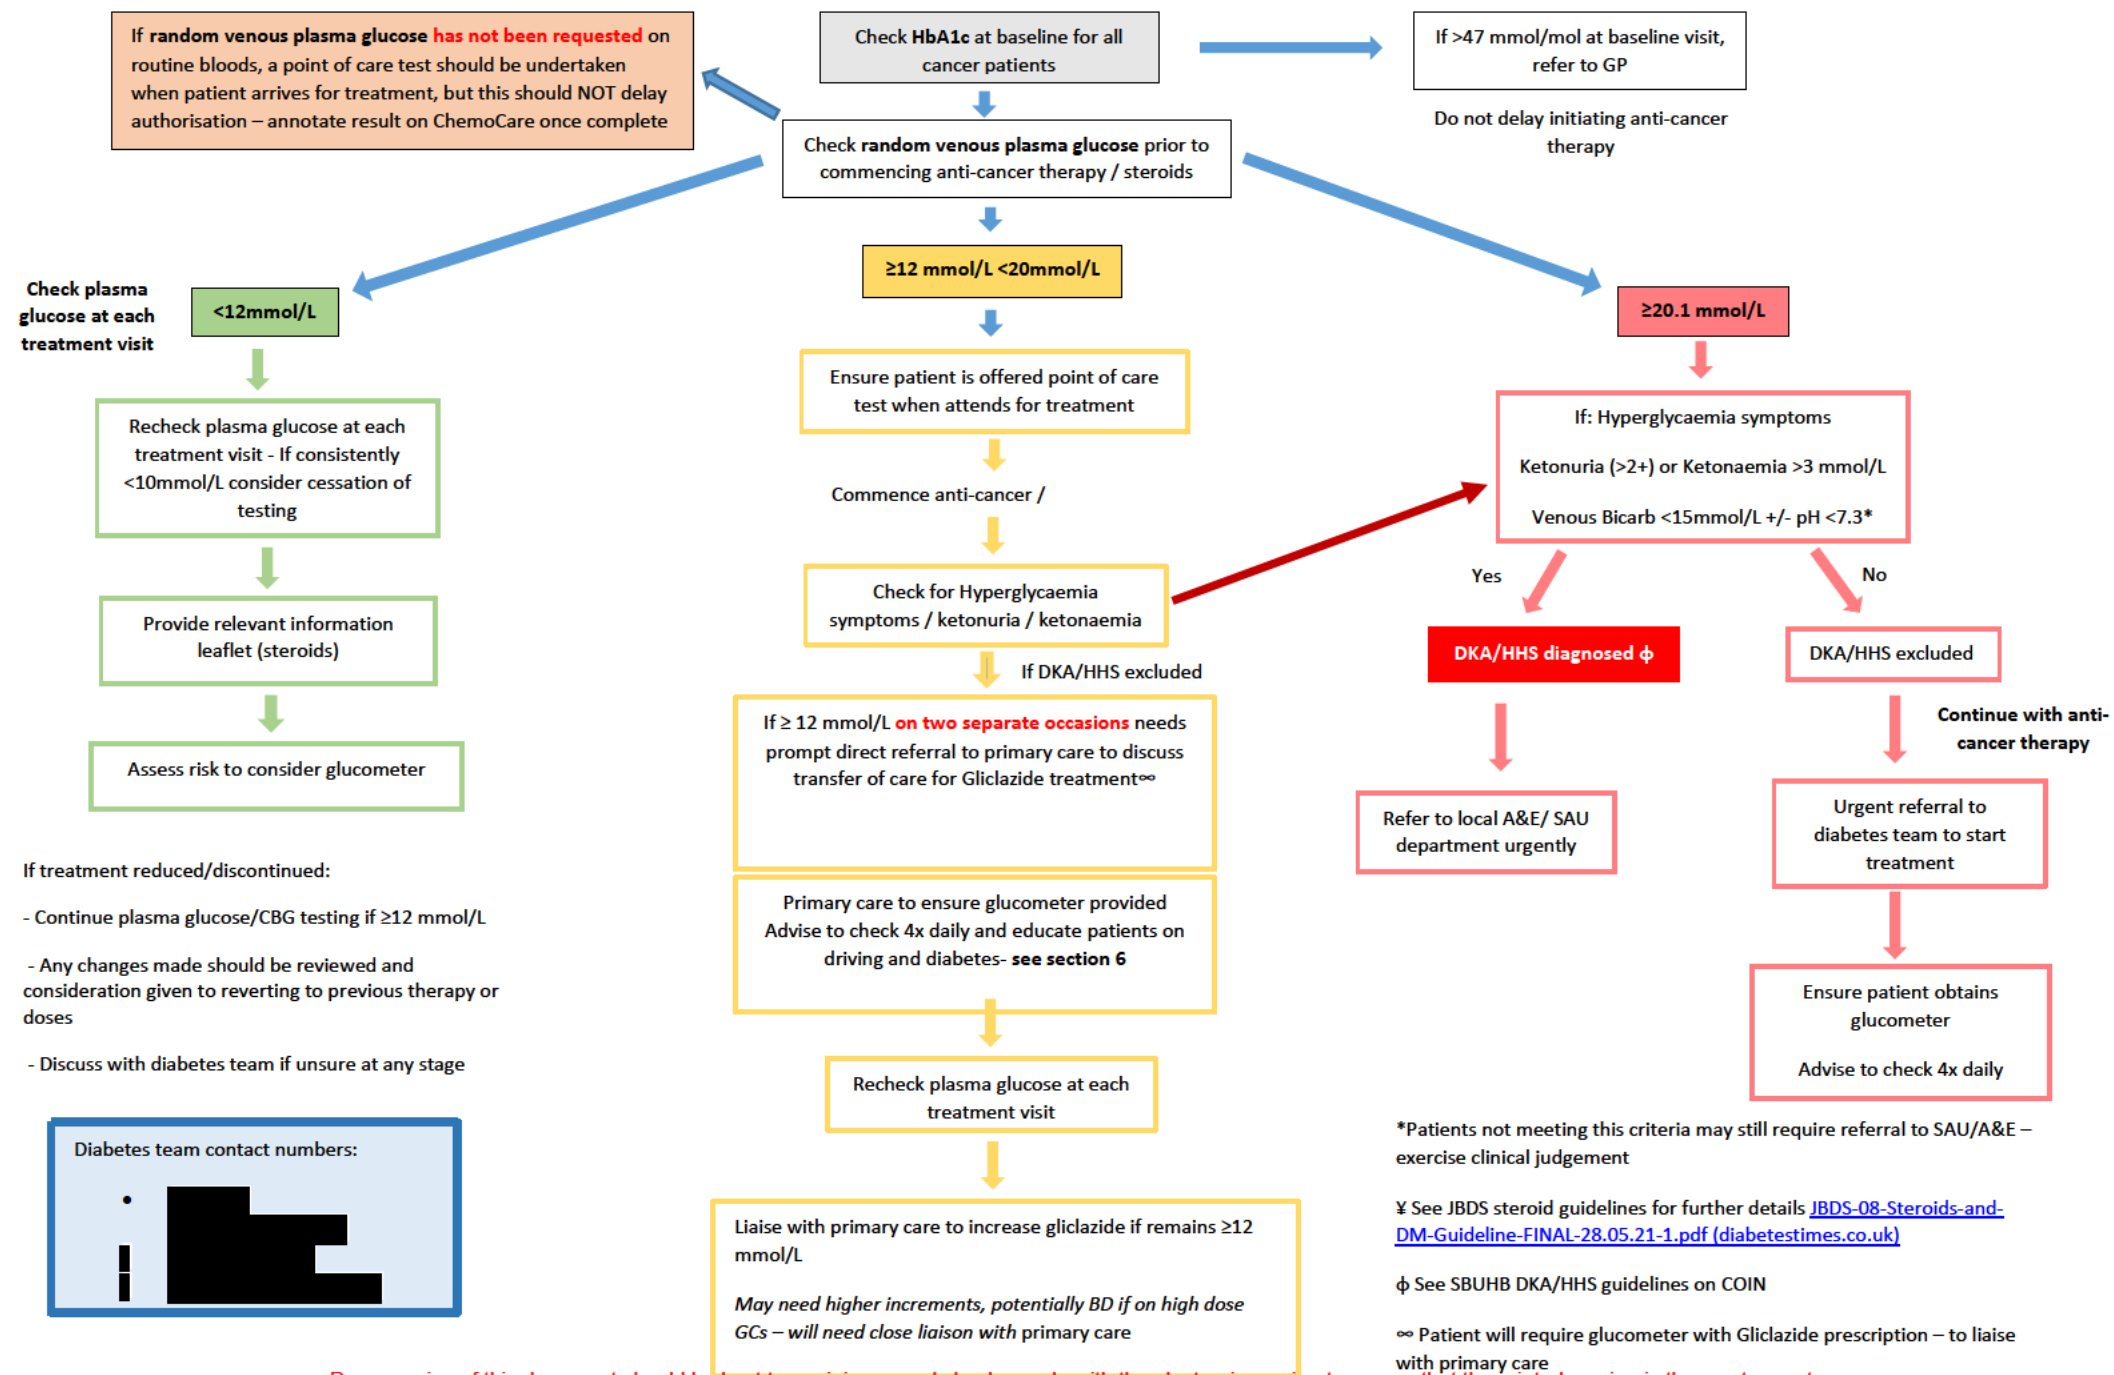 If random venous plasma glucose has not been requested on
routine bloods, a point of care test should be undertaken
when patient arrives for treatment, but this should NOT delay
authorisation – annotate result on ChemoCare once complete
Check HbA1c at baseline for all
cancer patients
If >47 mmol/mol at baseline visit,
refer to GP
Do not delay initiating anti-cancer
therapy
Check random venous plasma glucose prior to
commencing anti-cancer therapy / steroids
Check plasma
glucose at each
treatment visit
<12mmol/L
≥12 mmol/L <20mmol/L
≥20.1 mmol/L
Recheck plasma glucose at each
treatment visit - If consistently
<10mmol/L consider cessation of
testing
Provide relevant information
leaflet (steroids)
Assess risk to consider glucometer
If treatment reduced/discontinued:
- Continue plasma glucose/CBG testing if ≥12 mmol/L
- Any changes made should be reviewed and
consideration given to reverting to previous therapy or
doses
- Discuss with diabetes team if unsure at any stage
Diabetes team contact numbers:
•
Ensure patient is offered point of care
test when attends for treatment
Commence anti-cancer /
Check for Hyperglycaemia
symptoms / ketonuria / ketonaemia
If DKA/HHS excluded
If ≥ 12 mmol/L on two separate occasions needs
prompt direct referral to primary care to discuss
transfer of care for Gliclazide treatment∞
Primary care to ensure glucometer provided
Advise to check 4x daily and educate patients on
driving and diabetes- see section 6
Recheck plasma glucose at each
treatment visit
Liaise with primary care to increase gliclazide if remains ≥12
mmol/L
May need higher increments, potentially BD if on high dose
GCs – will need close liaison with primary care
If: Hyperglycaemia symptoms
Ketonuria (>2+) or Ketonaemia >3 mmol/L
Venous Bicarb <15mmol/L +/- pH <7.3*
Yes
No
DKA/HHS diagnosed ф
DKA/HHS excluded
Refer to local A&E/ SAU
department urgently
Continue with anti-
cancer therapy
Urgent referral to
diabetes team to start
treatment
Ensure patient obtains
glucometer
Advise to check 4x daily
*Patients not meeting this criteria may still require referral to SAU/A&E –
exercise clinical judgement
¥ See JBDS steroid guidelines for further details JBDS-08-Steroids-and-
DM-Guideline-FINAL-28.05.21-1.pdf (diabetestimes.co.uk)
ф See SBUHB DKA/HHS guidelines on COIN
∞ Patient will require glucometer with Gliclazide prescription – to liaise
with primary care